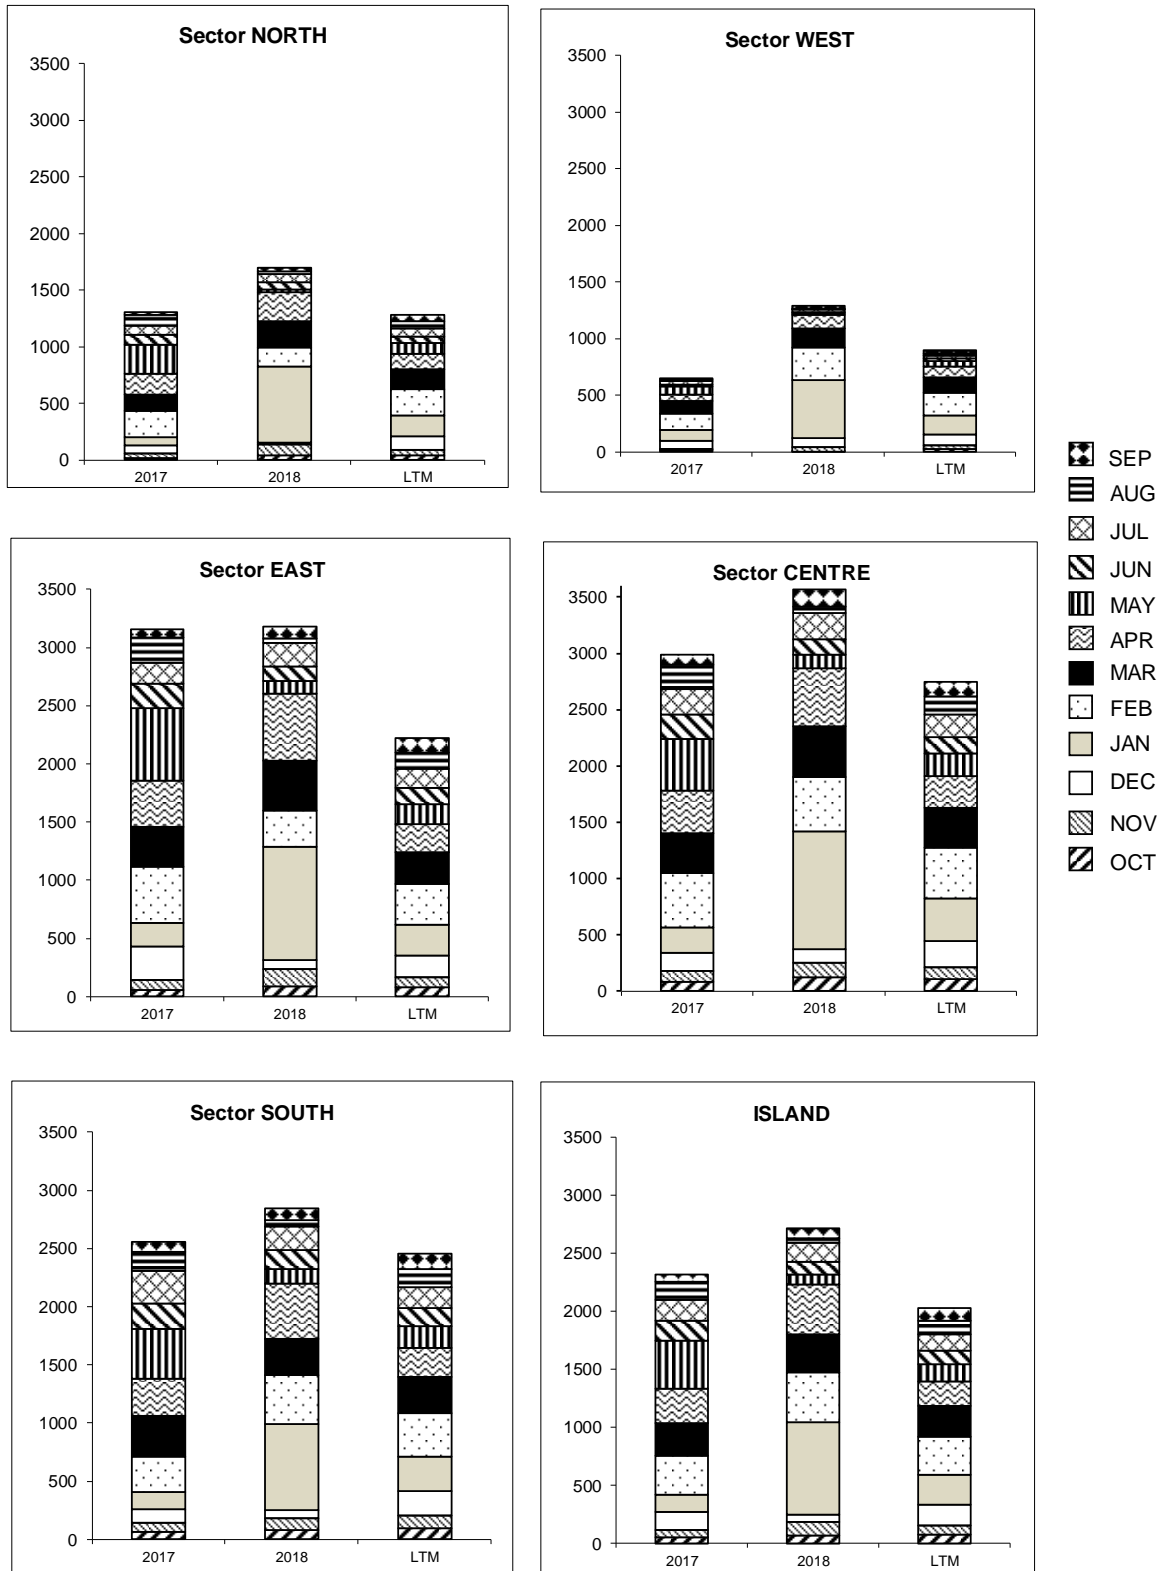 Sector NORTH
3500
3000
2500
2000
1500
1000
500
0
2017 2018 LTM
Sector WEST
3500
3000
2500
2000
1500
1000
500
0
2017 2018 LTM
Sector EAST
3500
3000
2500
2000
1500
1000
500
0
2017 2018 LTM
Sector CENTRE
3500
3000
2500
2000
1500
1000
500
0
2017 2018 LTM
SEP
AUG
JUL
JUN
MAY
APR
MAR
FEB
JAN
DEC
NOV
OCT
Sector SOUTH
3500
3000
2500
2000
1500
1000
500
0
2017 2018 LTM
ISLAND
3500
3000
2500
2000
1500
1000
500
0
2017 2018 LTM